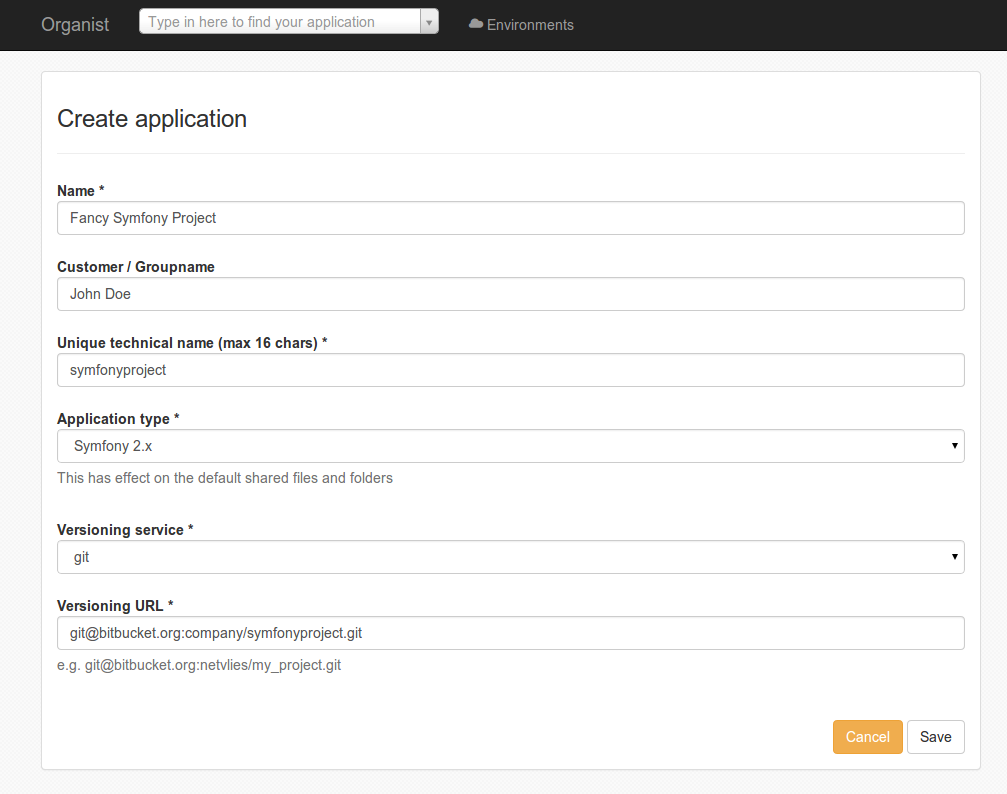 Organist
Type in here to find your application
Environments
Create application
Name *
Fancy Symfony Project
Customer / Groupname
John Doe
Unique technical name (max 16 chars) *
symfonyproject
Application type *
Symfony 2.x
This has effect on the default shared files and folders
Versioning service *
git
Versioning URL *
git@bitbucket.org:company/symfonyproject.git
e.g. git@bitbucket.org:netvlies/my_project.git
Cancel
Save